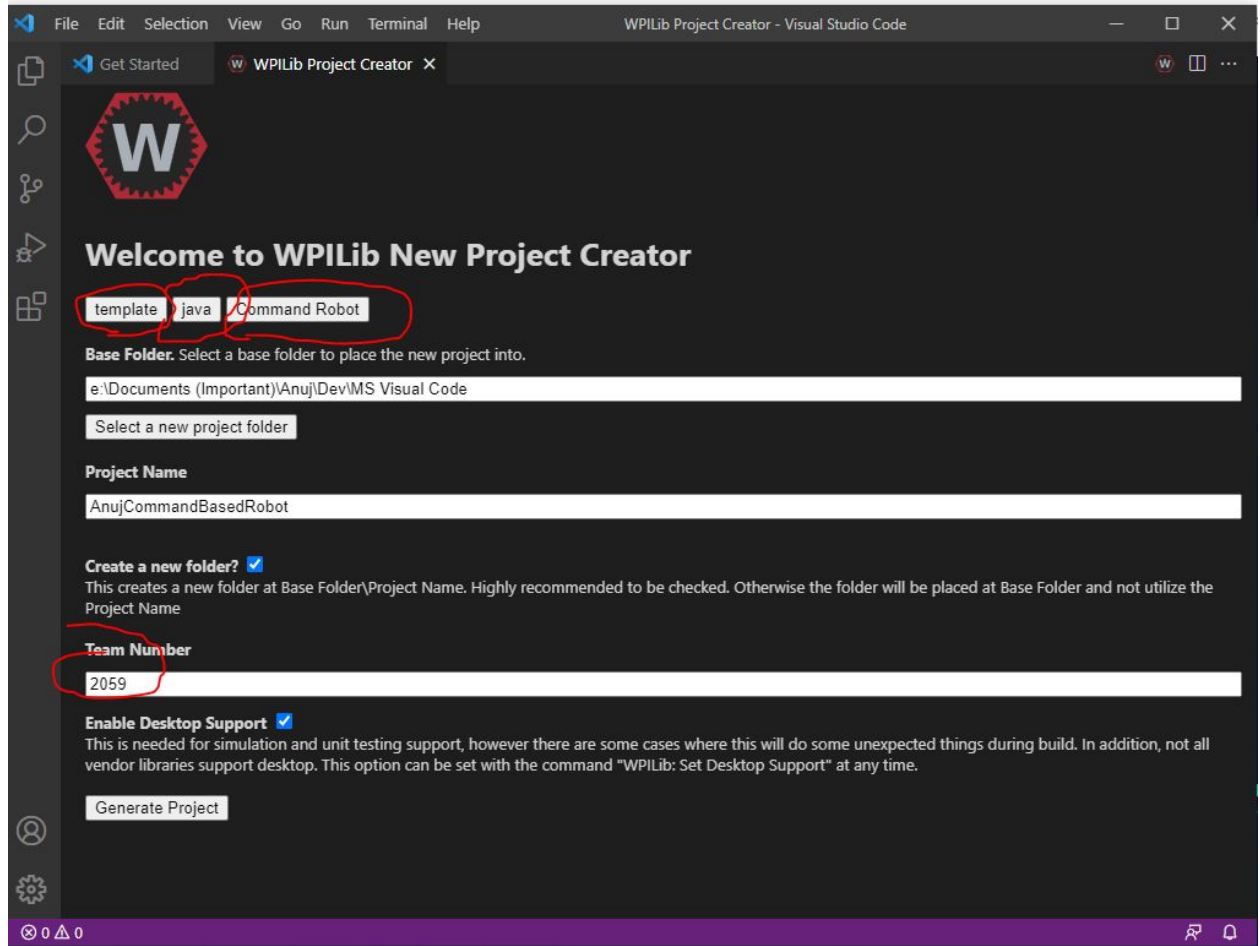 File Edit Selection View Go Run Terminal Help WPILib Project Creator - Visual Studio Code
Get Started W WPILib Project Creator
W
W
Welcome to WPILib New Project Creator
template java Command Robot
Base Folder. Select a base folder to place the new project into.
e:\Documents (Important)\Anuj\Dev\MS Visual Code
Select a new project folder
Project Name
AnujCommandBasedRobot
Create a new folder?
This creates a new folder at Base Folder\Project Name. Highly recommended to be checked. Otherwise the folder will be placed at Base Folder and not utilize the
Project Name
Team Number
2059
Enable Desktop Support
This is needed for simulation and unit testing support, however there are some cases where this will do some unexpected things during build. In addition, not all
vendor libraries support desktop. This option can be set with the command "WPILib: Set Desktop Support" at any time.
Generate Project
0 0